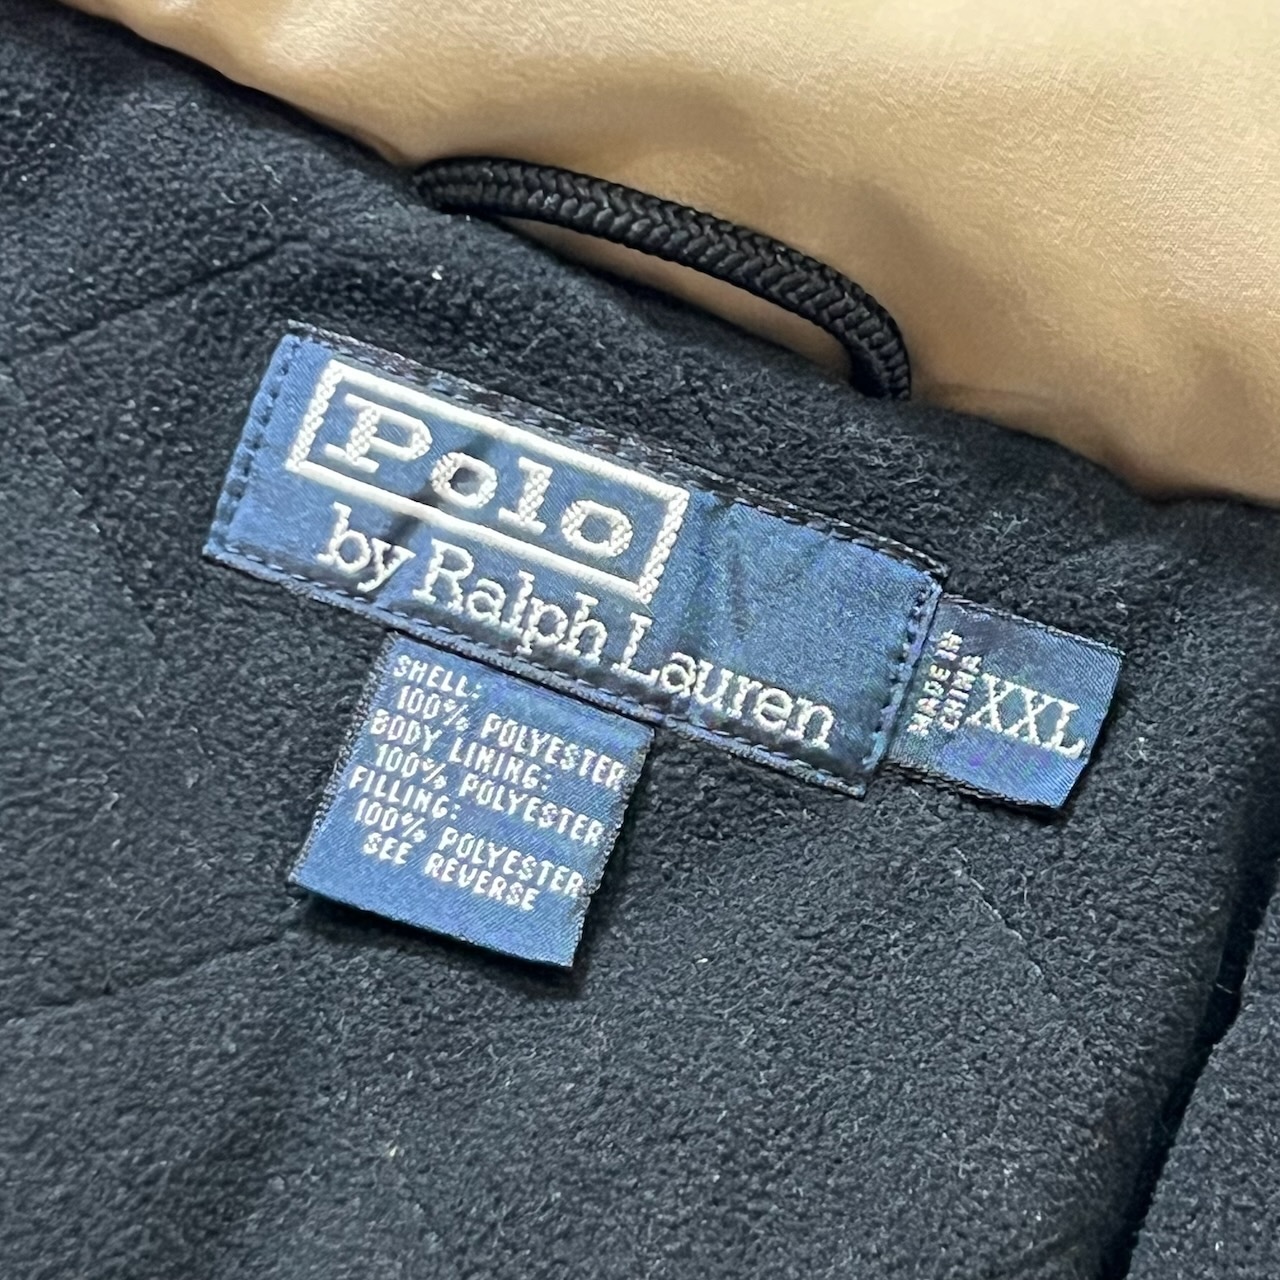 Polo
by Ralph Lauren
MADE IN
CHINA
XXL
SHELL:
100% POLYESTER
BODY LINING:
100% POLYESTER
FILLING:
100% POLYESTER
SEE REVERSE